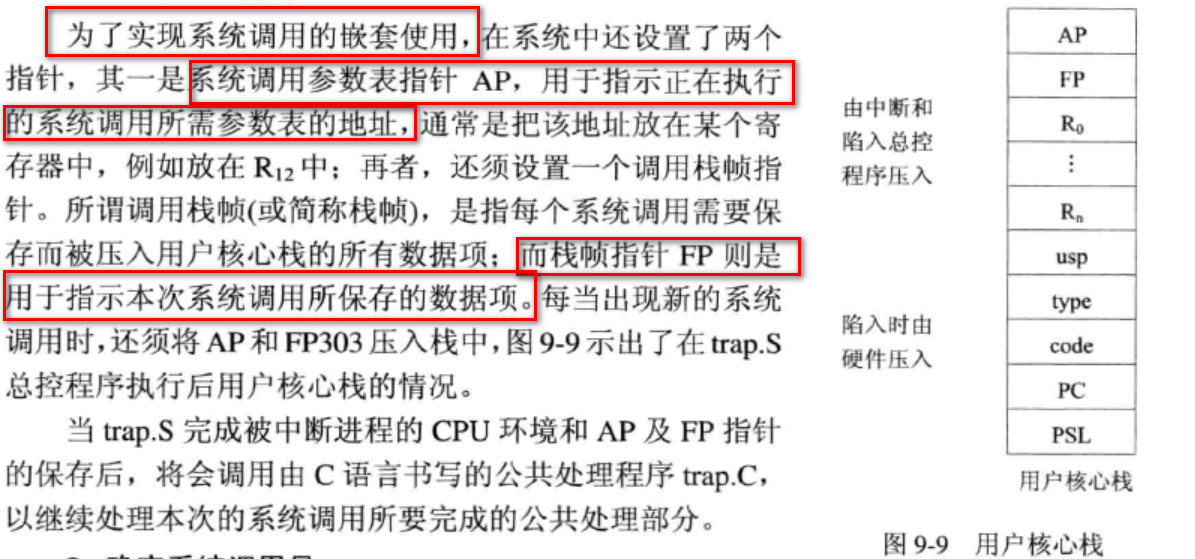 为了实现系统调用的嵌套使用，在系统中还设置了两个
指针，其一是系统调用参数表指针 AP，用于指示正在执行
的系统调用所需参数表的地址，通常是把该地址放在某个寄
存器中，例如放在 R₁₂ 中；再者，还须设置一个调用栈帧指
针。所谓调用栈帧(或简称栈帧)，是指每个系统调用需要保
存而被压入用户核心栈的所有数据项；而栈帧指针 FP 则是
用于指示本次系统调用所保存的数据项。每当出现新的系统
调用时，还须将 AP 和 FP303 压入栈中，图 9-9 示出了在 trap.S
总控程序执行后用户核心栈的情况。
当 trap.S 完成被中断进程的 CPU 环境和 AP 及 FP 指针
的保存后，将会调用由 C 语言书写的公共处理程序 trap.C，
以继续处理本次的系统调用所要完成的公共处理部分。
由中断和
陷入总控
程序压入
陷入时由
硬件压入
AP
FP
R₀
⋮
Rₙ
usp
type
code
PC
PSL
用户核心栈
图 9-9 用户核心栈